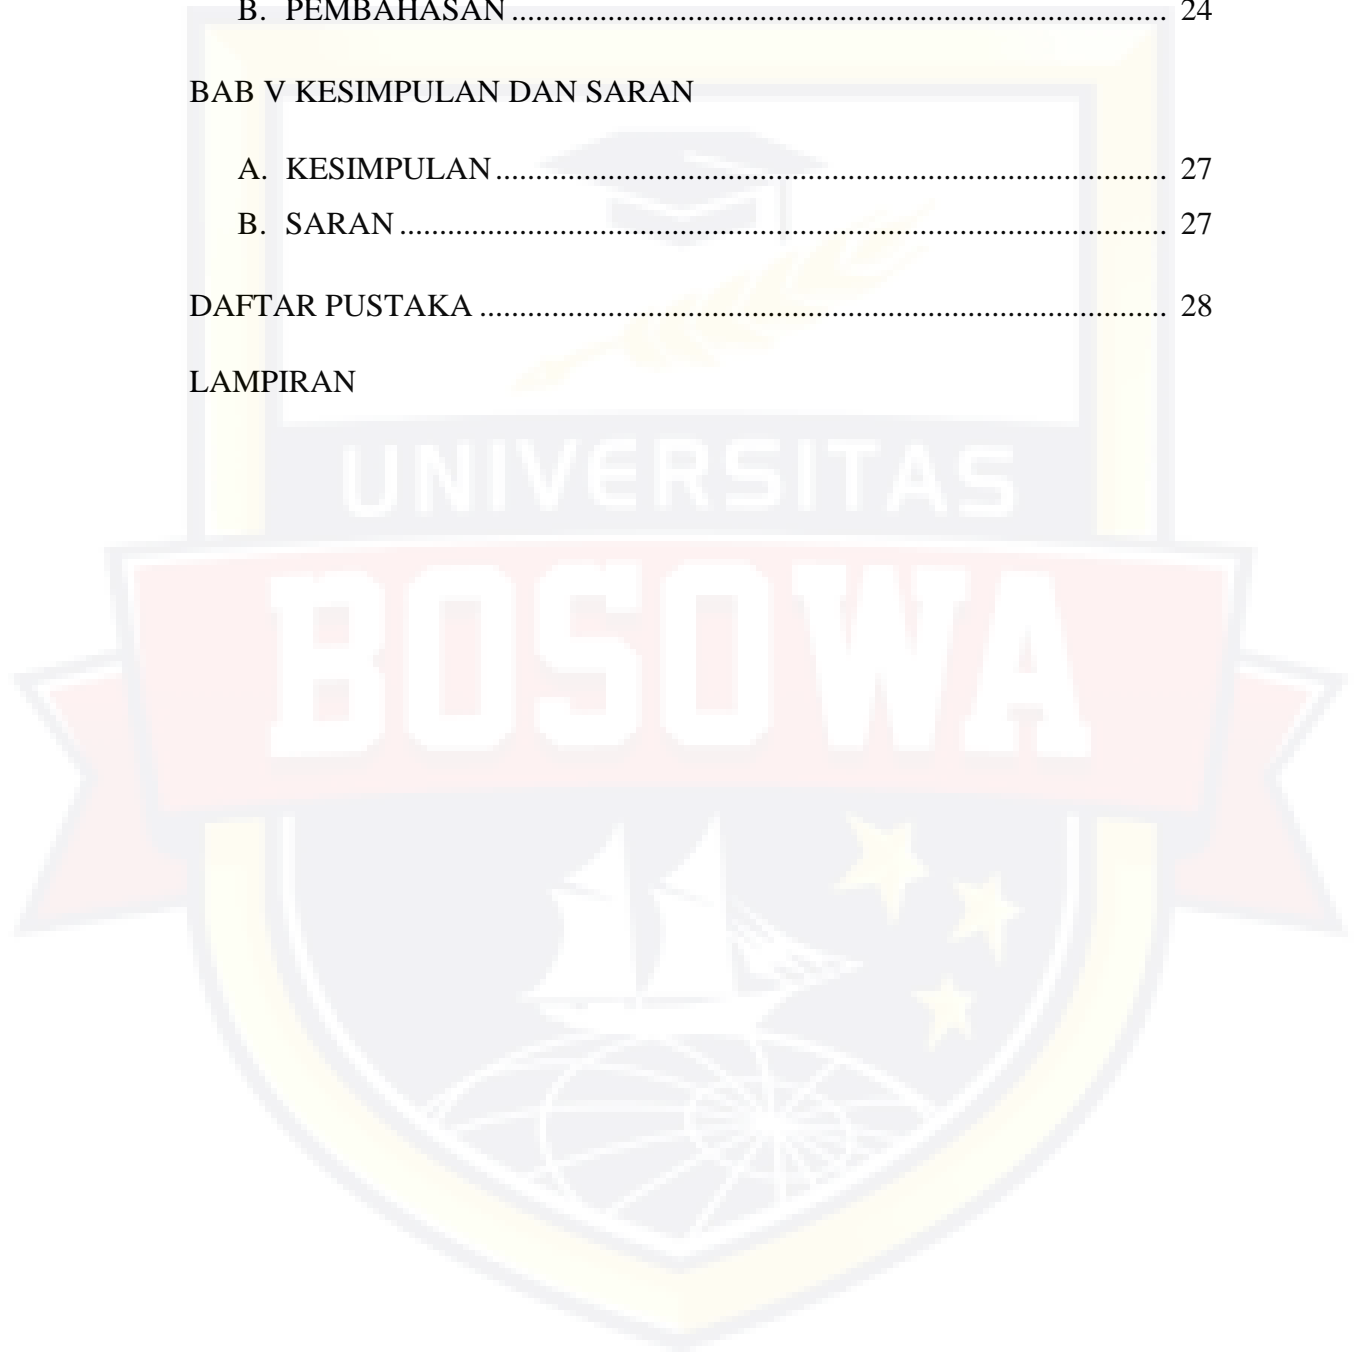 B. PEMBAHASAN ................................................................................. 24
BAB V KESIMPULAN DAN SARAN
A. KESIMPULAN ................................................................................... 27
B. SARAN ............................................................................................... 27
DAFTAR PUSTAKA ..................................................................................... 28
LAMPIRAN
UNIVERSITAS
BOSOWA